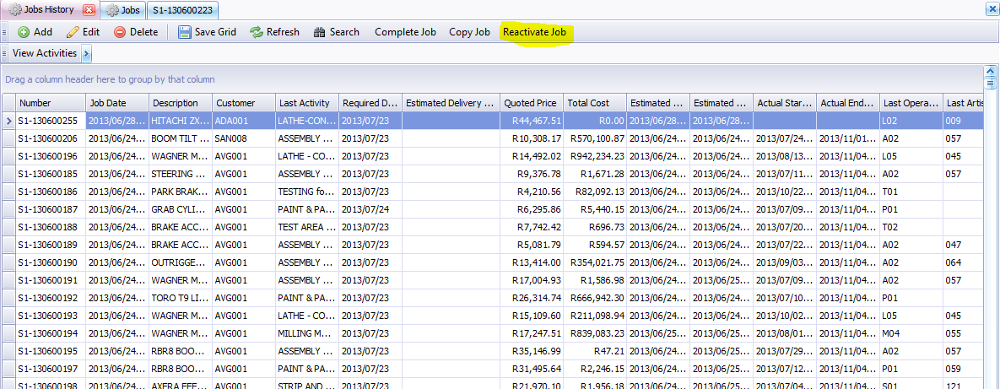 Jobs History Jobs S1-130600223
Add Edit Delete Save Grid Refresh Search Complete Job Copy Job Reactivate Job
View Activities
Drag a column header here to group by that column
Number Job Date Description Customer Last Activity Required D... Estimated Delivery ... Quoted Price Total Cost Estimated ... Estimated ... Actual Star... Actual End... Last Opera... Last Artis
S1-130600255 2013/06/28... HITACHI ZX... ADA001 LATHE-CON... 2013/07/23 R44,467.51 R0.00 2013/06/28... 2013/06/28... L02 009
S1-130600206 2013/06/24... BOOM TILT ... SAN008 ASSEMBLY ... 2013/07/23 R10,308.17 R570,100.87 2013/06/24... 2013/06/24... 2013/07/24... 2013/11/01... A02 057
S1-130600196 2013/06/24... WAGNER M... AVG001 LATHE - CO... 2013/07/23 R14,492.02 R942,234.23 2013/06/24... 2013/06/24... 2013/08/13... 2013/11/04... L05 045
S1-130600185 2013/06/24... STEERING ... AVG001 ASSEMBLY ... 2013/07/23 R9,376.78 R1,671.28 2013/06/24... 2013/06/24... 2013/07/11... 2013/11/04... A02 057
S1-130600186 2013/06/24... PARK BRAK... AVG001 TESTING fo... 2013/07/23 R4,210.56 R82,092.13 2013/06/24... 2013/06/24... 2013/10/22... 2013/11/04... T01
S1-130600187 2013/06/24... GRAB CYLI... AVG001 PAINT & PA... 2013/07/24 R6,295.86 R5,440.15 2013/06/24... 2013/06/24... 2013/07/09... 2013/11/04... P01
S1-130600188 2013/06/24... BRAKE ACC... AVG001 TEST AREA ... 2013/07/23 R7,742.42 R696.73 2013/06/24... 2013/06/24... 2013/07/20... 2013/11/04... T02
S1-130600189 2013/06/24... BRAKE ACC... AVG001 ASSEMBLY ... 2013/07/23 R5,081.79 R594.57 2013/06/24... 2013/06/24... 2013/07/22... 2013/11/04... A02 047
S1-130600190 2013/06/24... OUTRIGGE... AVG001 ASSEMBLY ... 2013/07/23 R13,414.00 R354,021.75 2013/06/24... 2013/06/24... 2013/09/03... 2013/11/04... A02 064
S1-130600191 2013/06/24... WAGNER M... AVG001 ASSEMBLY ... 2013/07/23 R17,004.93 R1,586.98 2013/06/24... 2013/06/24... 2013/07/09... 2013/11/04... A02 057
S1-130600192 2013/06/24... TORO T9 LI... AVG001 PAINT & PA... 2013/07/23 R26,314.74 R666,942.30 2013/06/24... 2013/06/24... 2013/07/10... 2013/11/04... P01
S1-130600193 2013/06/24... WAGNER M... AVG001 LATHE - CO... 2013/07/23 R15,109.60 R211,098.94 2013/06/24... 2013/06/24... 2013/10/02... 2013/11/04... L05 045
S1-130600194 2013/06/24... WAGNER M... AVG001 MILLING M... 2013/07/23 R17,247.51 R839,083.23 2013/06/24... 2013/06/25... 2013/08/01... 2013/11/04... M04 055
S1-130600195 2013/06/24... RBR8 BOO... AVG001 ASSEMBLY ... 2013/07/23 R35,146.99 R47.21 2013/06/24... 2013/06/25... 2013/07/12... 2013/11/04... A02 057
S1-130600197 2013/06/24... RBR8 BOO... AVG001 PAINT & PA... 2013/07/23 R31,495.64 R2,246.15 2013/06/24... 2013/06/25... 2013/07/09... 2013/11/04... P01 059
S1-130600198 2013/06/24... AXERA FEE... AVG001 STRIP AND ... 2013/07/23 R21,970.10 R1,956.18 2013/06/24... 2013/06/25... 2013/07/04... 2013/11/04... S01 121